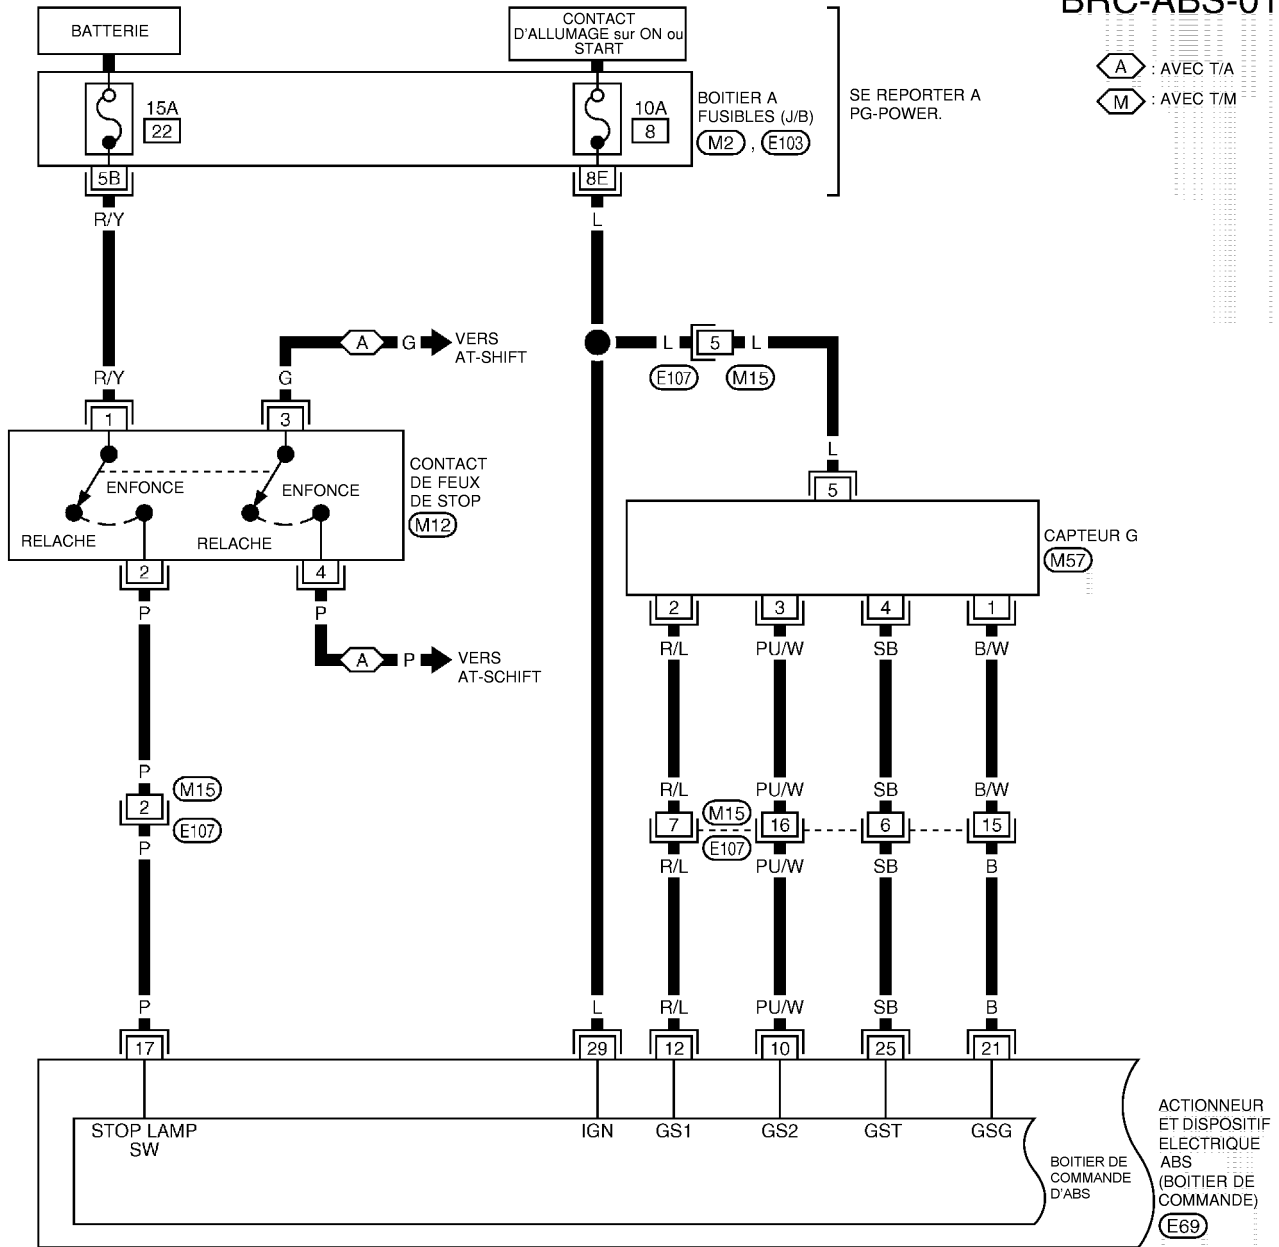 BRC-ABS-01
BATTERIE
CONTACT
D'ALLUMAGE sur ON ou
START
A : AVEC T/A
M : AVEC T/M
15A
22
10A
8
BOITIER A
FUSIBLES (J/B)
M2 , E103
SE REPORTER A
PG-POWER.
5B
8E
R/Y
L
A G VERS
AT-SHIFT
L 5 L
E107 M15
R/Y
G
1
3
L
5
CONTACT
DE FEUX
DE STOP
M12
ENFONCE
ENFONCE
RELACHE
RELACHE
CAPTEUR G
M57
2
4
2
3
4
1
P
P
R/L
PU/W
SB
B/W
A P VERS
AT-SCHIFT
P
M15
2
E107
P
R/L
PU/W
SB
B/W
7
M15
16
6
15
E107
R/L
PU/W
SB
B
P
L
R/L
PU/W
SB
B
17
29
12
10
25
21
STOP LAMP
SW
IGN
GS1
GS2
GST
GSG
BOITIER DE
COMMANDE
D'ABS
ACTIONNEUR
ET DISPOSITIF
ELECTRIQUE
ABS
(BOITIER DE
COMMANDE)
E69